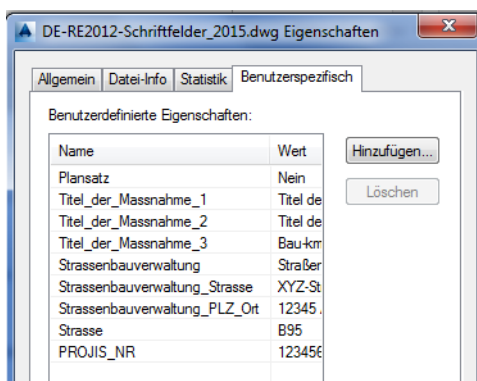 DE-RE2012-Schriftfelder_2015.dwg Eigenschaften
Allgemein Datei-Info Statistik Benutzerspezifisch
Benutzerdefinierte Eigenschaften:
Name Wert Hinzufügen...
Plansatz Nein
Löschen
Titel_der_Massnahme_1 Titel de
Titel_der_Massnahme_2 Titel de
Titel_der_Massnahme_3 Bau-km
Strassenbauverwaltung Straßer
Strassenbauverwaltung_Strasse XYZ-St
Strassenbauverwaltung_PLZ_Ort 12345
Strasse B95
PROJIS_NR 123456